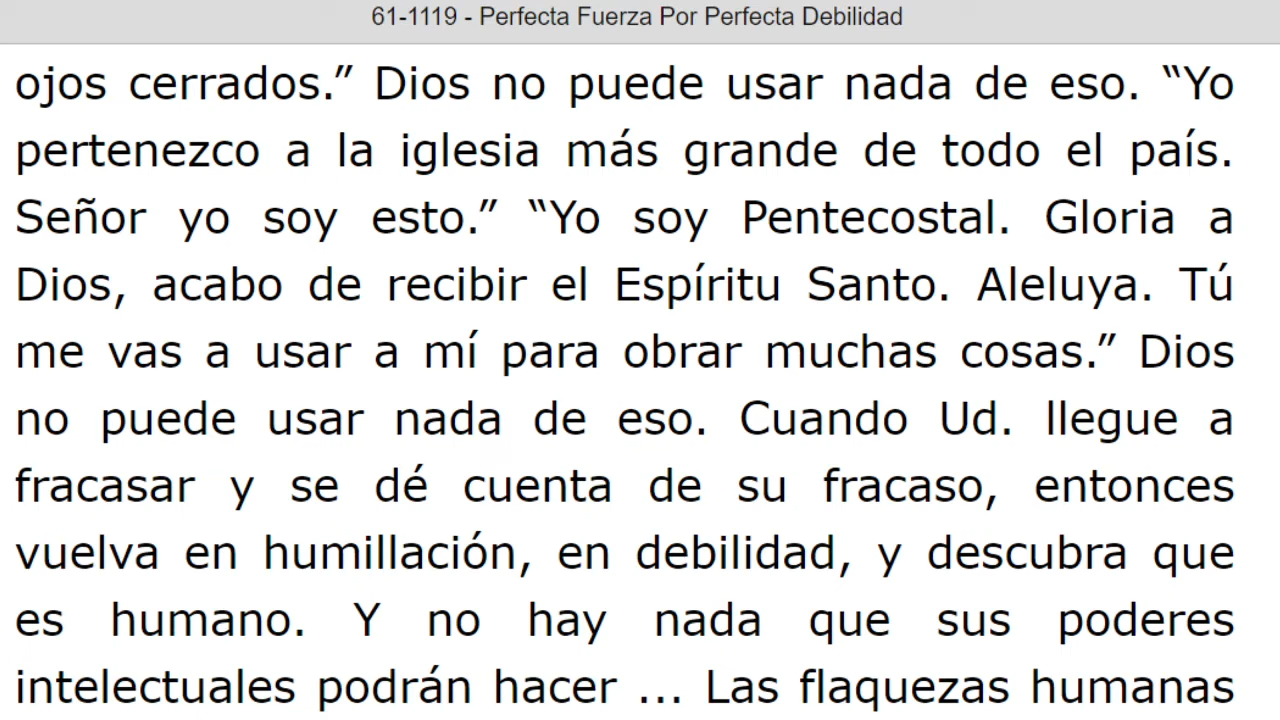 61-1119 - Perfecta Fuerza Por Perfecta Debilidad
ojos cerrados.” Dios no puede usar nada de eso. “Yo
pertenezco a la iglesia más grande de todo el país.
Señor yo soy esto.” “Yo soy Pentecostal. Gloria a
Dios, acabo de recibir el Espíritu Santo. Aleluya. Tú
me vas a usar a mí para obrar muchas cosas.” Dios
no puede usar nada de eso. Cuando Ud. llegue a
fracasar y se dé cuenta de su fracaso, entonces
vuelva en humillación, en debilidad, y descubra que
es humano. Y no hay nada que sus poderes
intelectuales podrán hacer ... Las flaquezas humanas